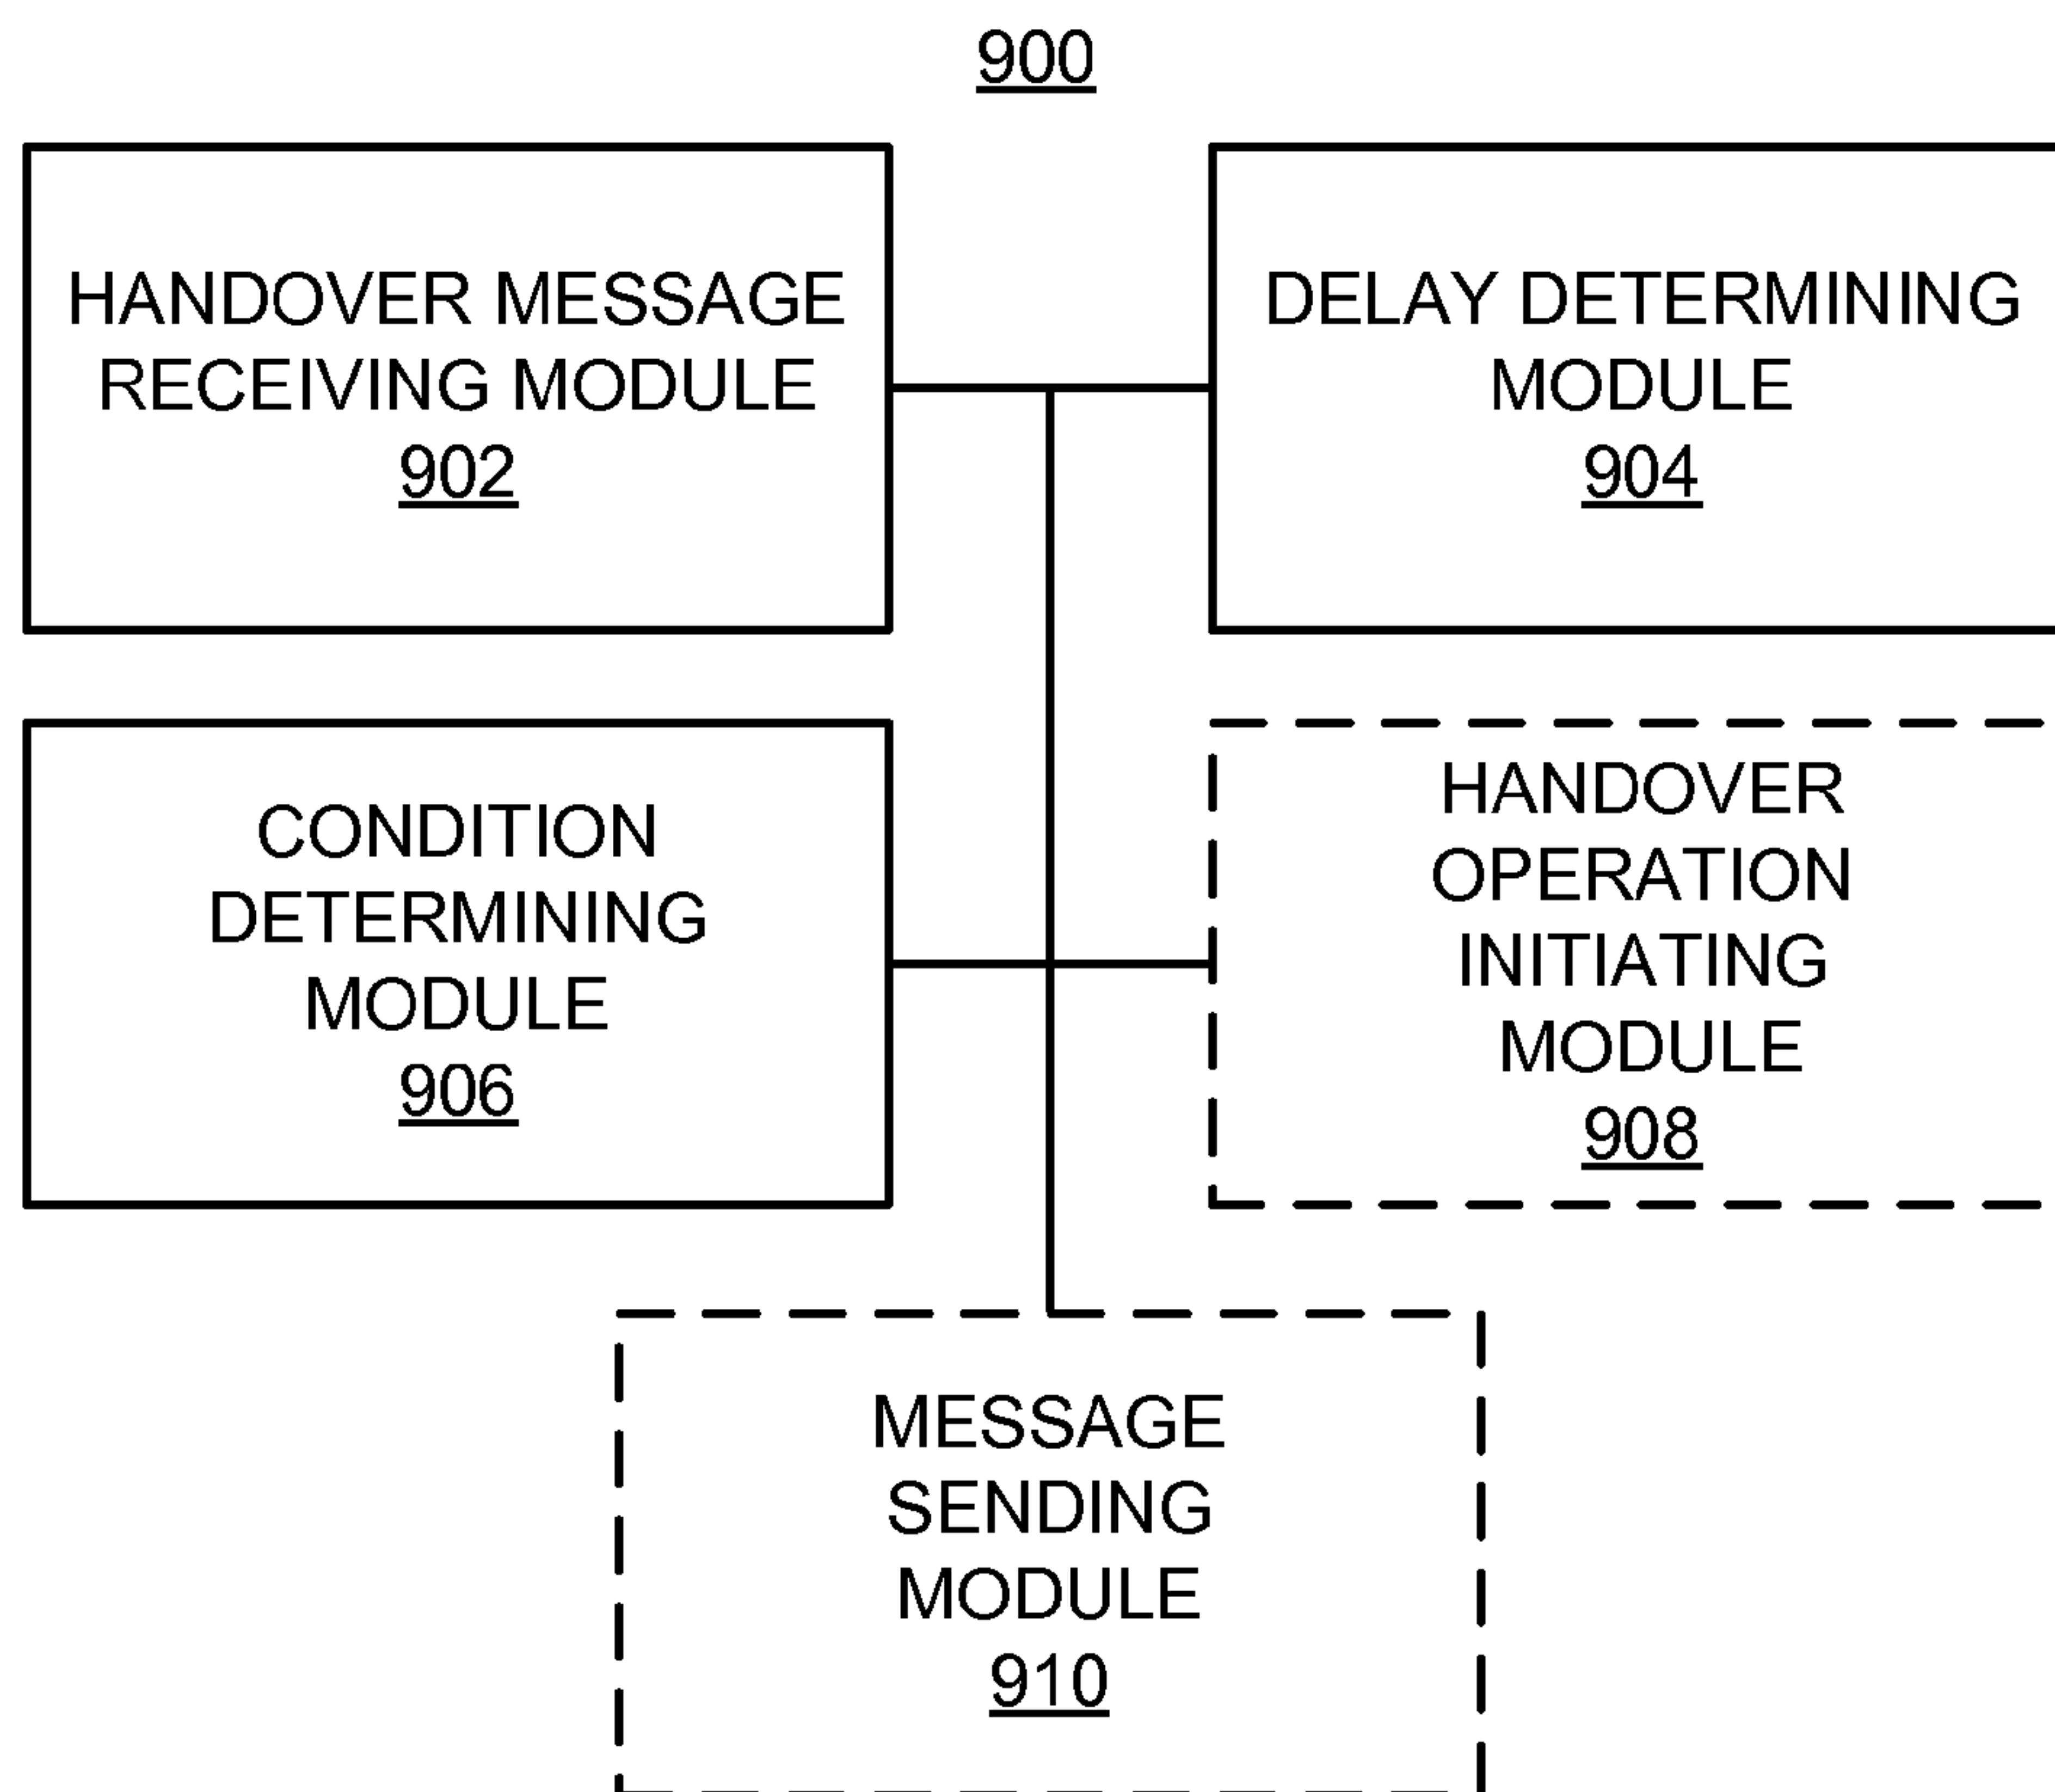 900
HANDOVER MESSAGE
RECEIVING MODULE
902
DELAY DETERMINING
MODULE
904
CONDITION
DETERMINING
MODULE
906
HANDOVER
OPERATION
INITIATING
MODULE
908
MESSAGE
SENDING
MODULE
910